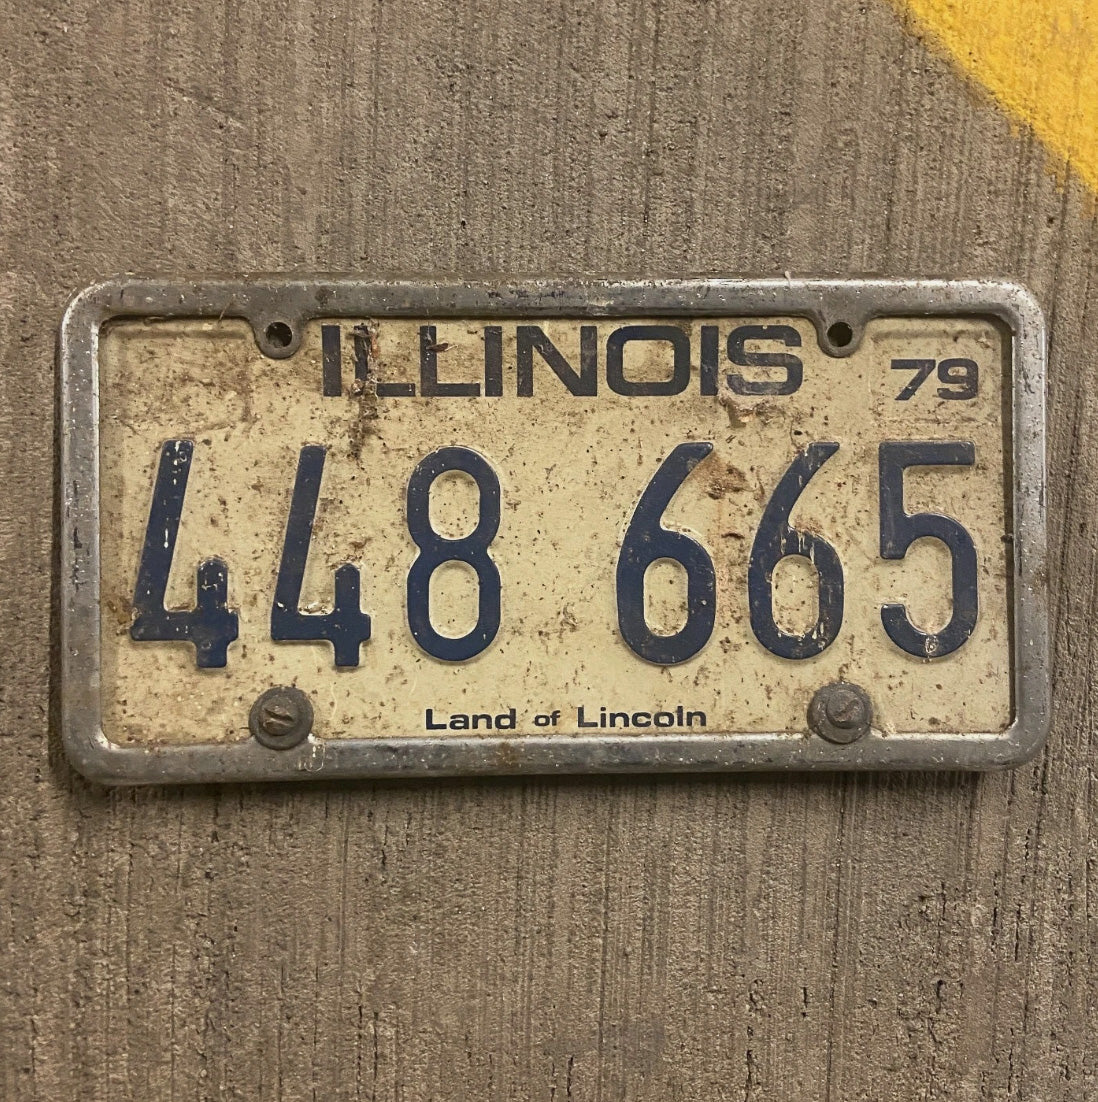 ILLINOIS 79
448 665
Land of Lincoln